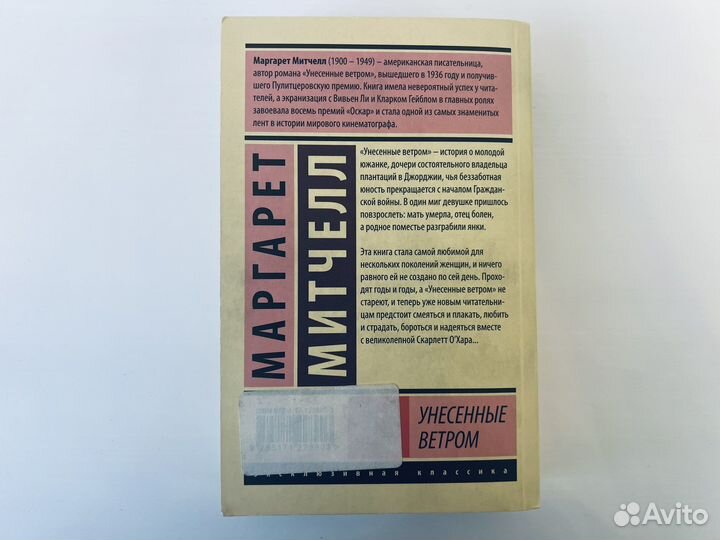 Маргарет Митчелл (1900 – 1949) – американская писательница,
автор романа «Унесенные ветром», вышедшего в 1936 году и получив-
шего Пулитцеровскую премию. Книга имела невероятный успех у чита-
телей, а экранизация с Вивьен Ли и Кларком Гейблом в главных ролях
завоевала восемь премий «Оскар» и стала одной из самых знаменитых
лент в истории мирового кинематографа.
МАРГАРЕТ
МИТЧЕЛЛ
«Унесенные ветром» – история о молодой
южанке, дочери состоятельного владельца
плантаций в Джорджии, чья беззаботная
юность прекращается с началом Граждан-
ской войны. В один миг девушке пришлось
повзрослеть: мать умерла, отец болен,
а родное поместье разграбили янки.
Эта книга стала самой любимой для
нескольких поколений женщин, и ничего
равного ей не создано по сей день. Прохо-
дят годы и годы, а «Унесенные ветром» не
стареют, и теперь уже новым читательни-
цам предстоит смеяться и плакать, любить
и страдать, бороться и надеяться вместе
с великолепной Скарлетт О'Хара...
УНЕСЕННЫЕ
ВЕТРОМ
эксклюзивная классика
Avito